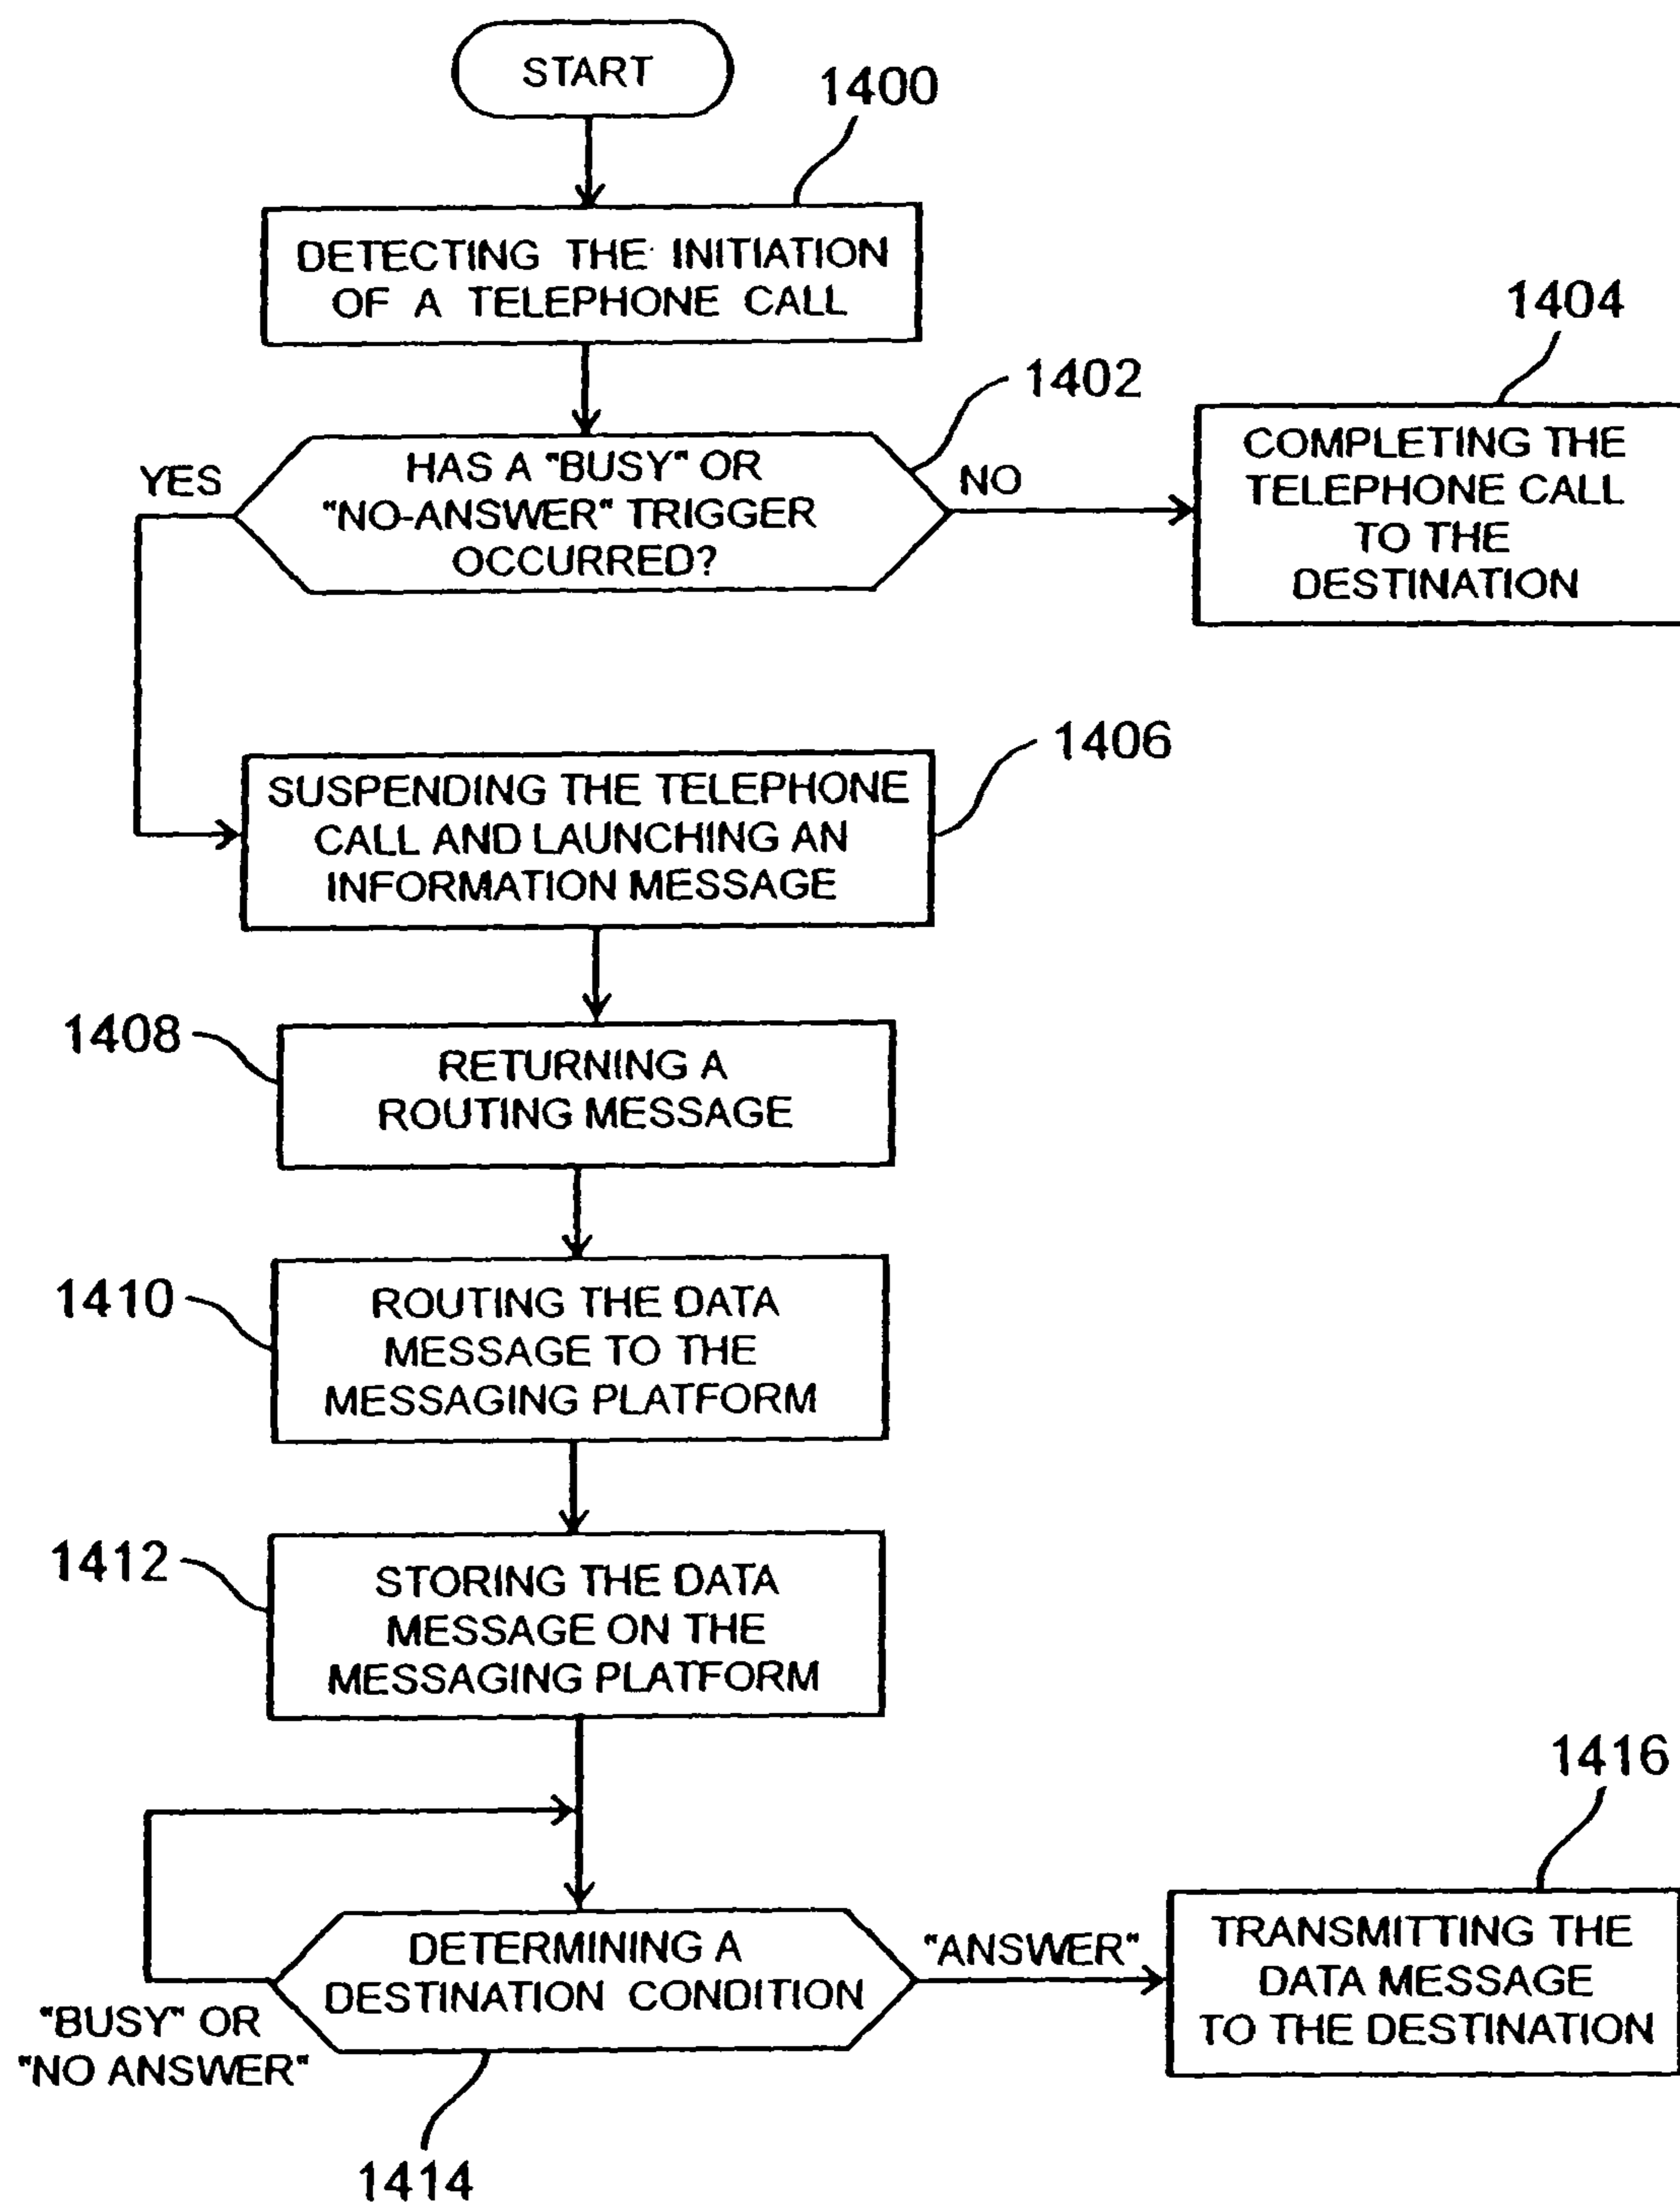 START
1400
DETECTING THE INITIATION
OF A TELEPHONE CALL
1402
YES
HAS A "BUSY" OR
"NO-ANSWER" TRIGGER
OCCURRED?
NO
1404
COMPLETING THE
TELEPHONE CALL
TO THE
DESTINATION
1406
SUSPENDING THE TELEPHONE
CALL AND LAUNCHING AN
INFORMATION MESSAGE
1408
RETURNING A
ROUTING MESSAGE
1410
ROUTING THE DATA
MESSAGE TO THE
MESSAGING PLATFORM
1412
STORING THE DATA
MESSAGE ON THE
MESSAGING PLATFORM
DETERMINING A
DESTINATION CONDITION
"BUSY" OR
"NO ANSWER"
1414
"ANSWER"
1416
TRANSMITTING THE
DATA MESSAGE
TO THE DESTINATION